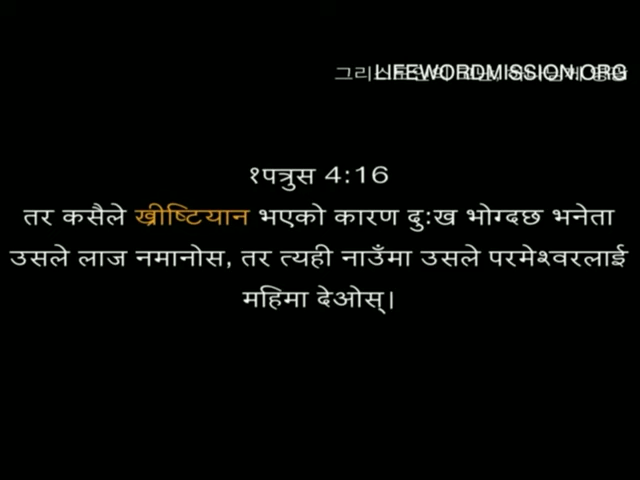 LIFEWORDMISSION.ORG
१पत्रुस 4:16
तर कसैले ख्रीष्टियान भएको कारण दुःख भोग्दछ भनेता
उसले लाज नमानोस, तर त्यही नाउँमा उसले परमेश्वरलाई
महिमा देओस्।